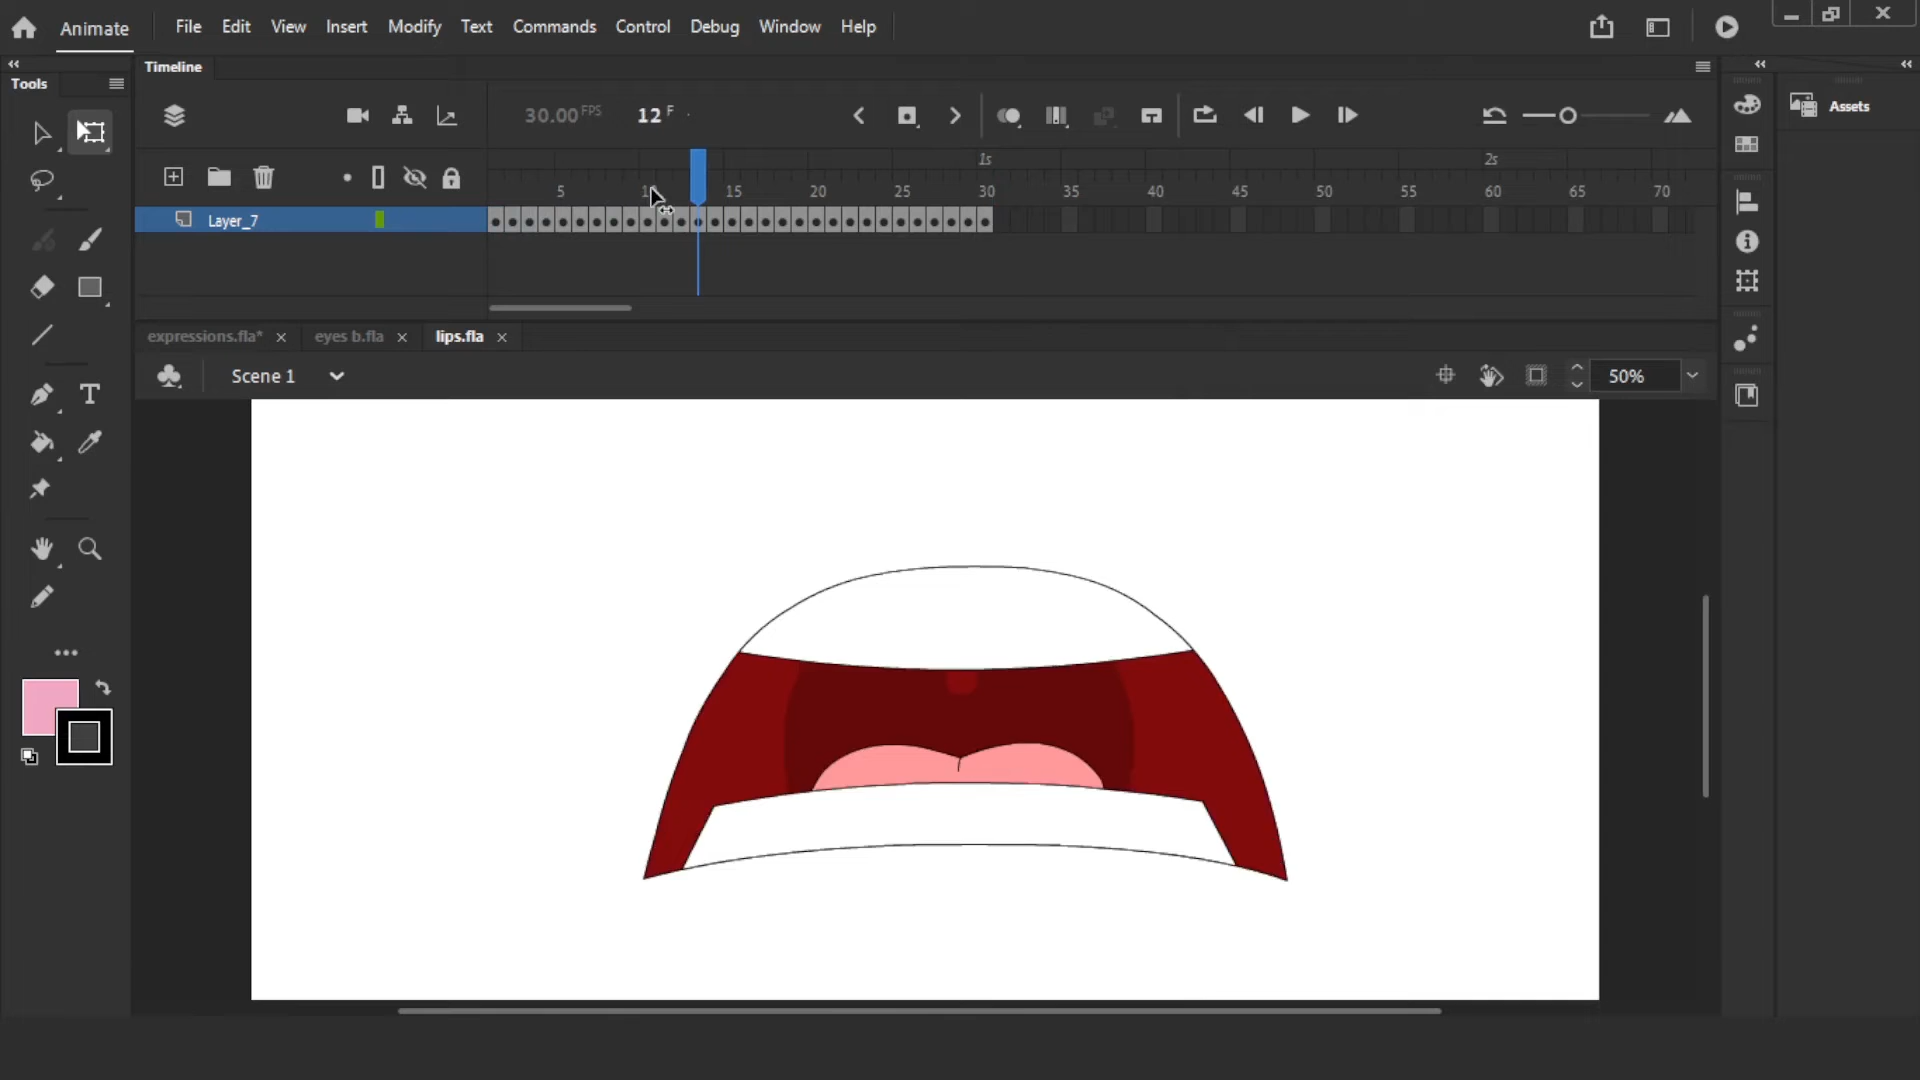 Animate File Edit View Insert Modify Text Commands Control Debug Window Help
Tools Timeline
30.00 FPS 12 F
Assets
1s 2s
5 10 15 20 25 30 35 40 45 50 55 60 65 70
Layer_7
expressions.fla* eyes b.fla lips.fla
Scene 1 50%
T